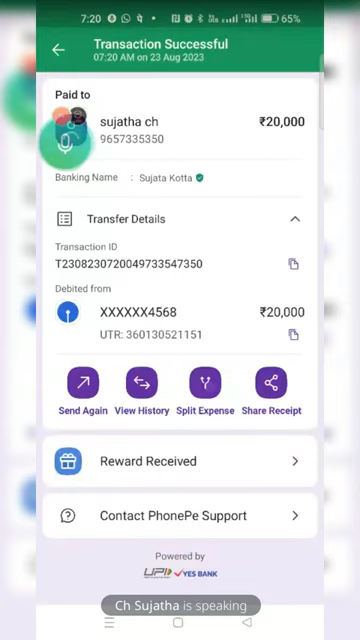 7:20
65%
Transaction Successful
07:20 AM on 23 Aug 2023
Paid to
sujatha ch
₹20,000
9657335350
Banking Name : Sujata Kotta
Transfer Details
Transaction ID
T2308230720049733547350
Debited from
XXXXXX4568
₹20,000
UTR: 360130521151
Send Again
View History
Split Expense
Share Receipt
Reward Received
Contact PhonePe Support
Powered by
UPI YES BANK
Ch Sujatha is speaking